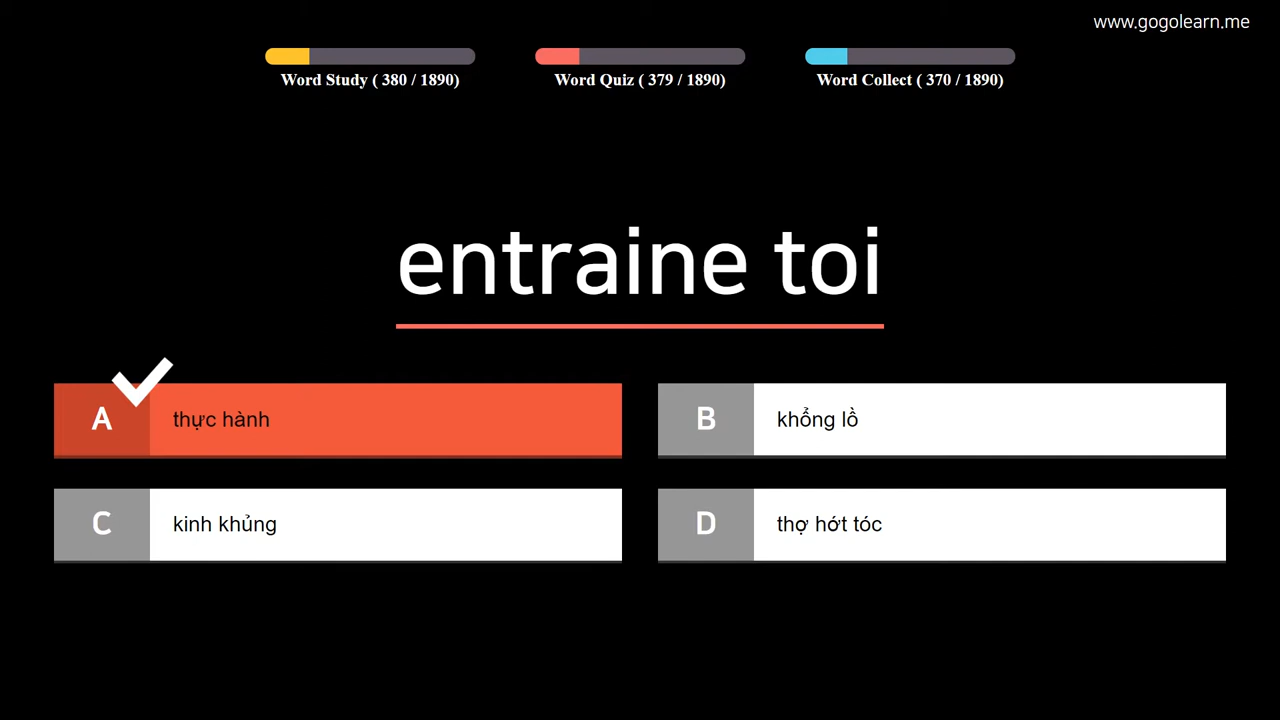 www.gogolearn.me
Word Study ( 380 / 1890)
Word Quiz ( 379 / 1890)
Word Collect ( 370 / 1890)
entraine toi
A thực hành
B khổng lồ
C kinh khủng
D thợ hớt tóc